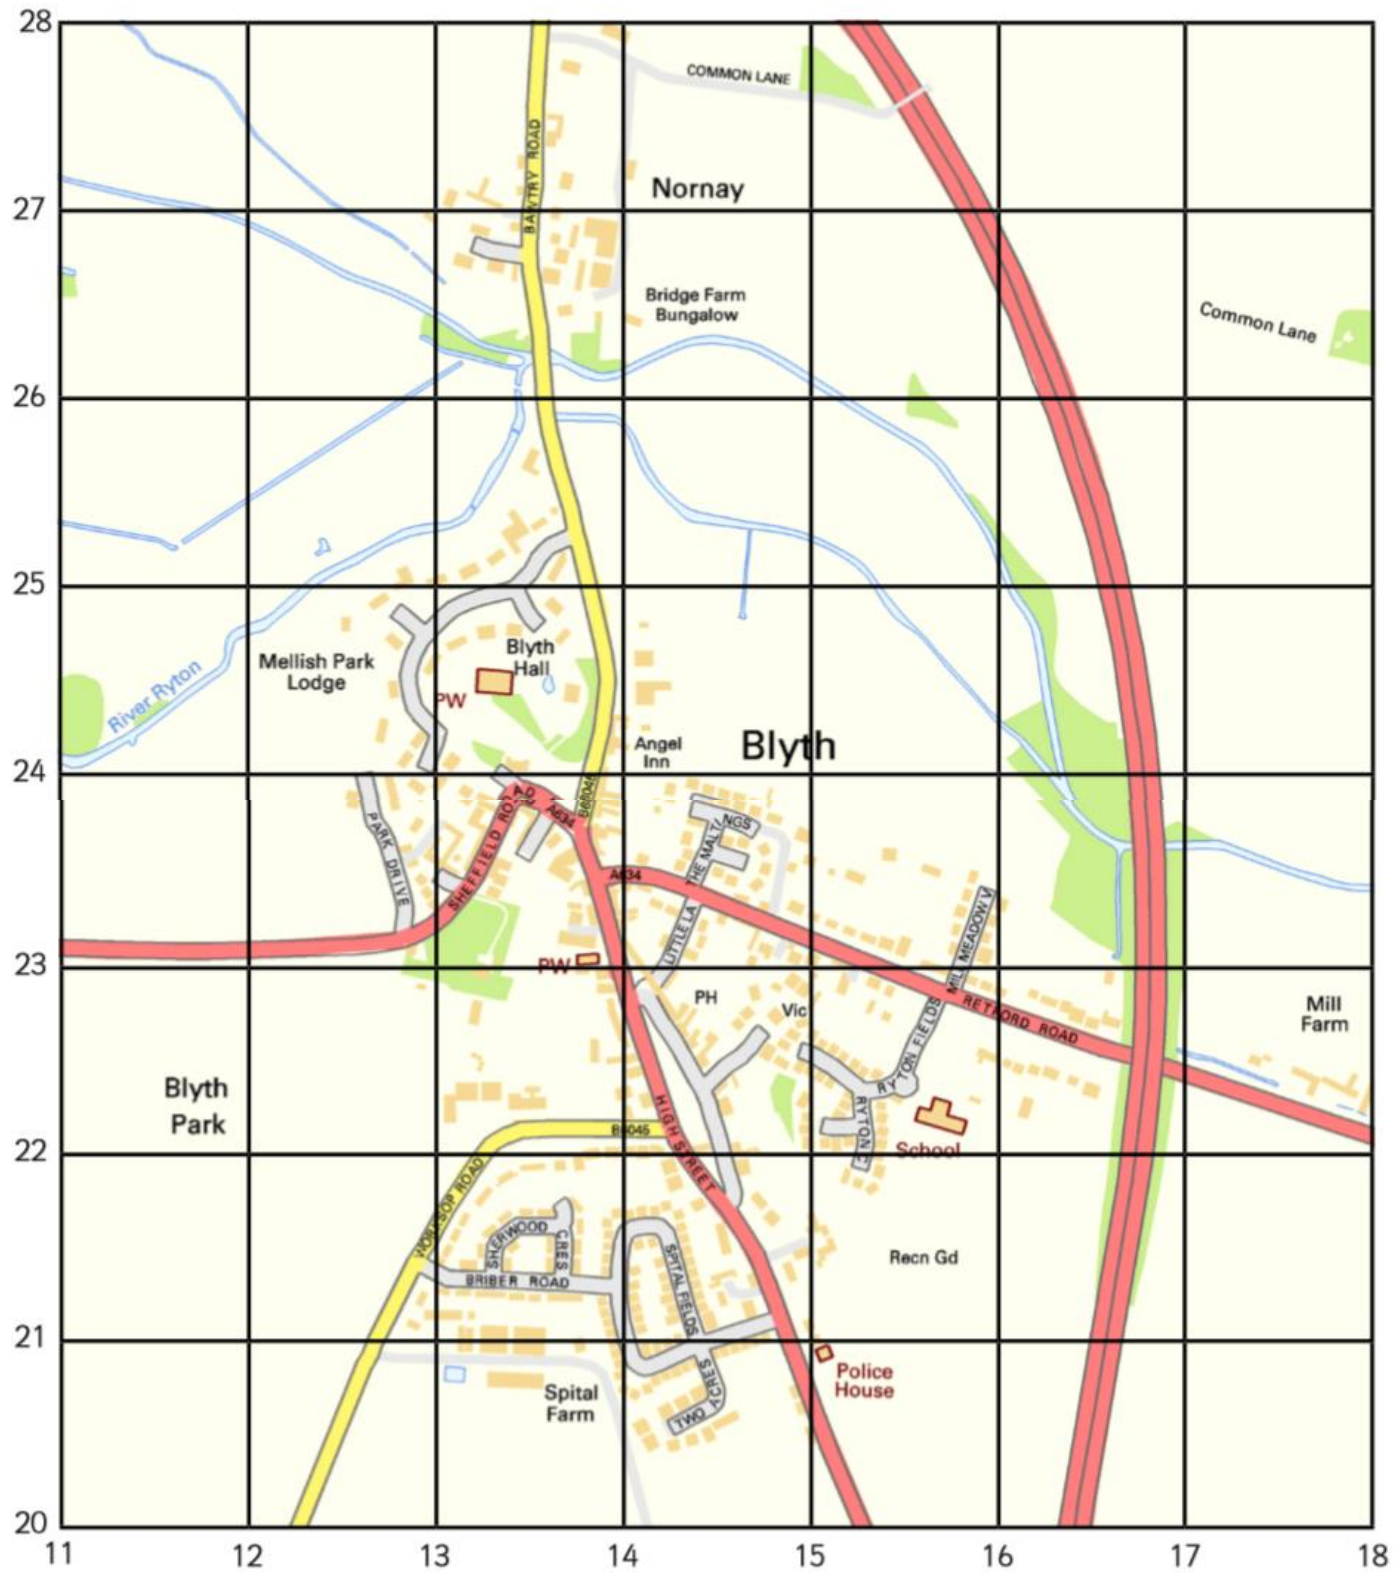 28
COMMON LANE
BAWTRY ROAD
Nornay
27
Bridge Farm
Bungalow
Common Lane
26
25
Blyth
Hall
Mellish Park
Lodge
River Ryton
PW
Angel
Inn
Blyth
24
B6045
A634
NGS
THE MALTI
PARK DRIVE
SHEFFIELD ROAD
A634
LITTLE LA
MILL MEADOW V
23
PW
PH
Vic
RETFORD ROAD
Mill
Farm
RYTON FIELDS
Blyth
Park
RYTON C
HIGH STREET
B6045
School
22
WORKSOP ROAD
SHERWOOD
CRES
SPITAL FIELDS
Recn Gd
BRIBER ROAD
21
Police
House
Spital
Farm
TWO ACRES
20
11 12 13 14 15 16 17 18